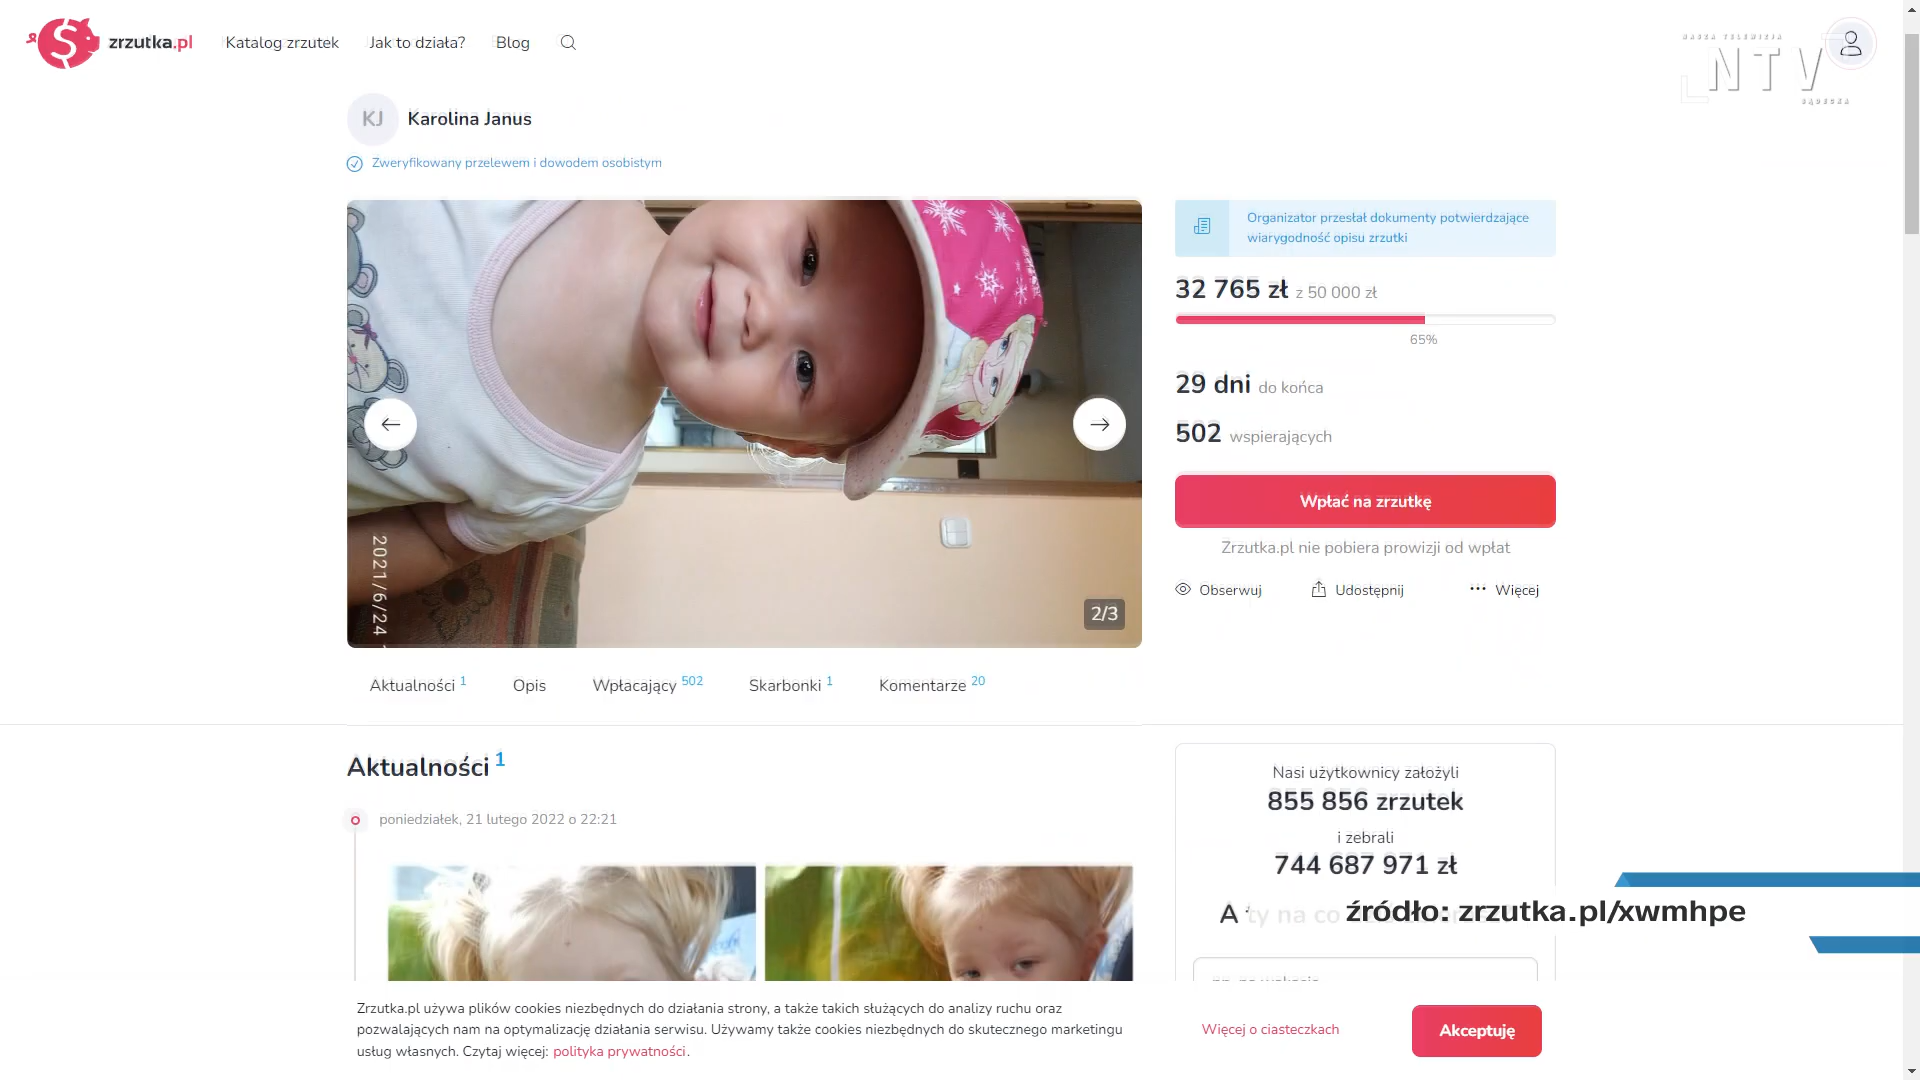 zrzutka.pl
Katalog zrzutek
Jak to działa?
Blog
NASZA TELEWIZJA
NTV
SĄDECKA
KJ
Karolina Janus
Zweryfikowany przelewem i dowodem osobistym
2021/6/24
2/3
Organizator przesłał dokumenty potwierdzające
wiarygodność opisu zrzutki
32 765 zł z 50 000 zł
65%
29 dni do końca
502 wspierających
Wpłać na zrzutkę
Zrzutka.pl nie pobiera prowizji od wpłat
Obserwuj
Udostępnij
Więcej
Aktualności 1
Opis
Wpłacający 502
Skarbonki 1
Komentarze 20
Aktualności 1
poniedziałek, 21 lutego 2022 o 22:21
Nasi użytkownicy założyli
855 856 zrzutek
i zebrali
744 687 971 zł
A ty na co
źródło: zrzutka.pl/xwmhpe
Zrzutka.pl używa plików cookies niezbędnych do działania strony, a także takich służących do analizy ruchu oraz
pozwalających nam na optymalizację działania serwisu. Używamy także cookies niezbędnych do skutecznego marketingu
usług własnych. Czytaj więcej: polityka prywatności.
Więcej o ciasteczkach
Akceptuję